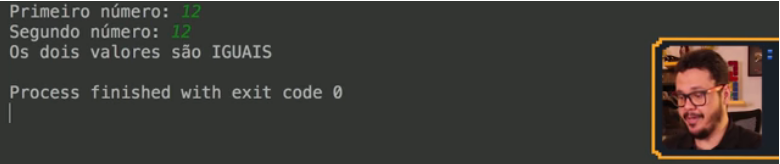 Primeiro número: 12
Segundo número: 12
Os dois valores são IGUAIS
Process finished with exit code 0